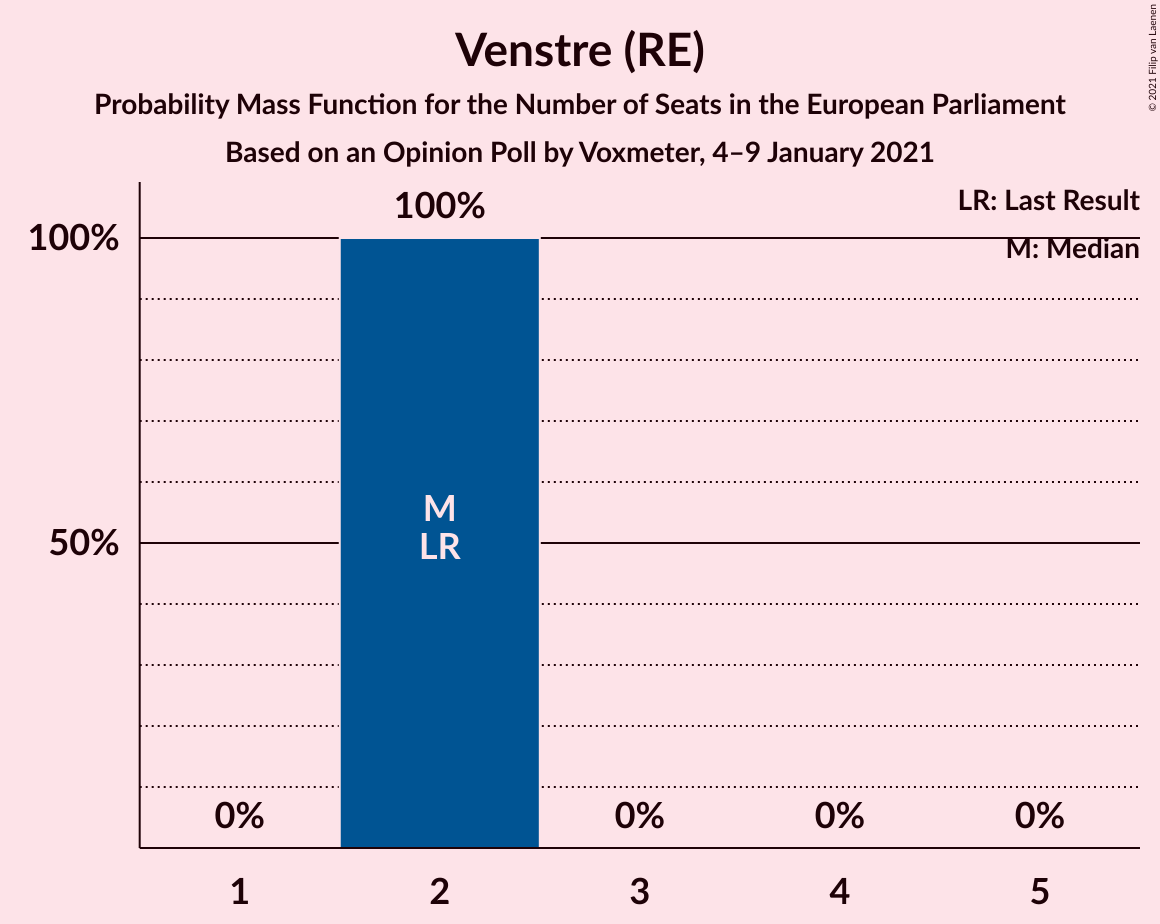 Venstre (RE)
Probability Mass Function for the Number of Seats in the European Parliament
Based on an Opinion Poll by Voxmeter, 4–9 January 2021
© 2021 Filip van Laenen
LR: Last Result
M: Median
100%
100%
50%
M
LR
0%
0%
0%
0%
1
2
3
4
5